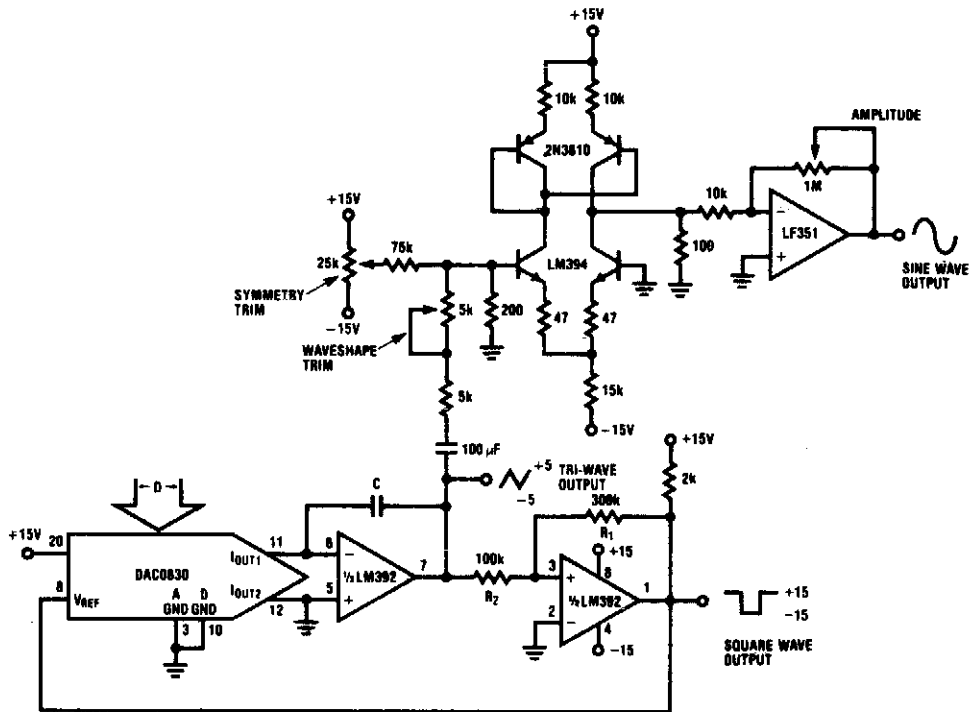 +15V
10k
10k
2N3810
AMPLITUDE
1M
10k
LF351
100
SINE WAVE
OUTPUT
+15V
75k
25k
SYMMETRY
TRIM
-15V
LM394
5k
200
47
47
WAVESHAPE
TRIM
5k
15k
-15V
100 μF
+15V
2k
+5
TRI-WAVE
OUTPUT
-5
300k
R1
D
C
+15V
20
11
IOUT1
6
-
DAC0830
½ LM392
7
100k
R2
8
VREF
IOUT2
5
+
12
A
GND
D
GND
3
10
3
+
+15
8
½ LM392
1
2
-
4
-15
+15
-15
SQUARE WAVE
OUTPUT